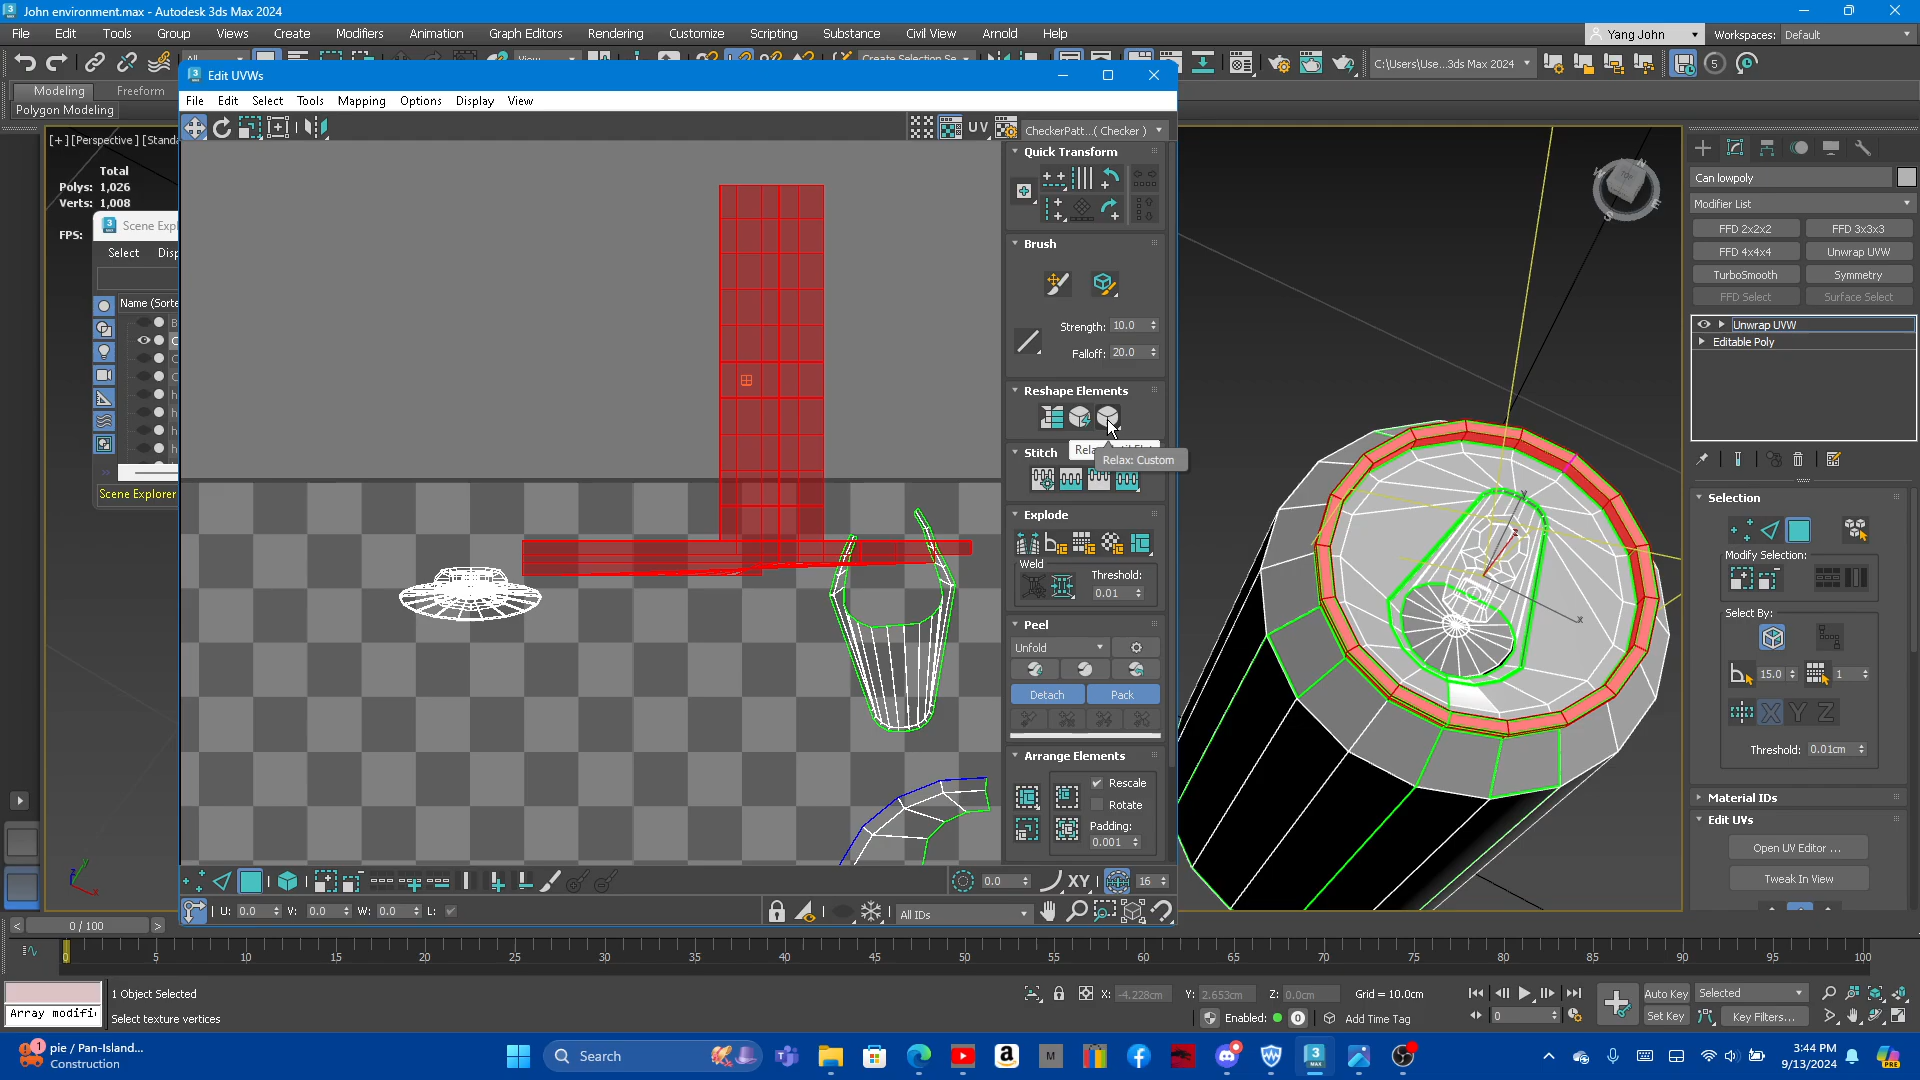 John environment.max - Autodesk 3ds Max 2024
File Edit Tools Group Views Create Modifiers Animation Graph Editors Rendering Customize Scripting Civil View Substance Arnold Help
Yang John Workspaces: Default
C:\Users\Use...3ds Max 2024
Modeling Freeform
Polygon Modeling
Edit UVWs
File Edit Select Tools Mapping Options Display View
UV CheckerPatt...( Checker )
[+][Perspective][Standa
Total
Polys: 1,026
Verts: 1,008
FPS:
Scene Expl
Select Disp
Name (Sorte
Scene Explorer
Quick Transform
Brush
Strength: 10.0
Falloff: 20.0
Reshape Elements
Stitch
Relax: Custom
Explode
Weld
Threshold:
0.01
Peel
Unfold
Detach Pack
Arrange Elements
Rescale
Rotate
Padding:
0.001
0.0 XY 16
U: 0.0 V: 0.0 W: 0.0 L:
All IDs
Can lowpoly
Modifier List
FFD 2x2x2 FFD 3x3x3
FFD 4x4x4 Unwrap UVW
TurboSmooth Symmetry
FFD Select Surface Select
Unwrap UVW
Editable Poly
Selection
Modify Selection:
Select By:
15.0 1
X Y Z
Threshold: 0.01cm
Material IDs
Edit UVs
Open UV Editor ...
Tweak In View
0 / 100
0 5 10 15 20 25 30 35 40 45 50 55 60 65 70 75 80 85 90 95 100
1 Object Selected
Array modifi
Select texture vertices
X: -4.228cm Y: 2.653cm Z: 0.0cm Grid = 10.0cm
Enabled: 0 Add Time Tag
Auto Key Selected
0 Set Key Key Filters...
pie / Pan-Island...
Construction
Search
3:44 PM
9/13/2024